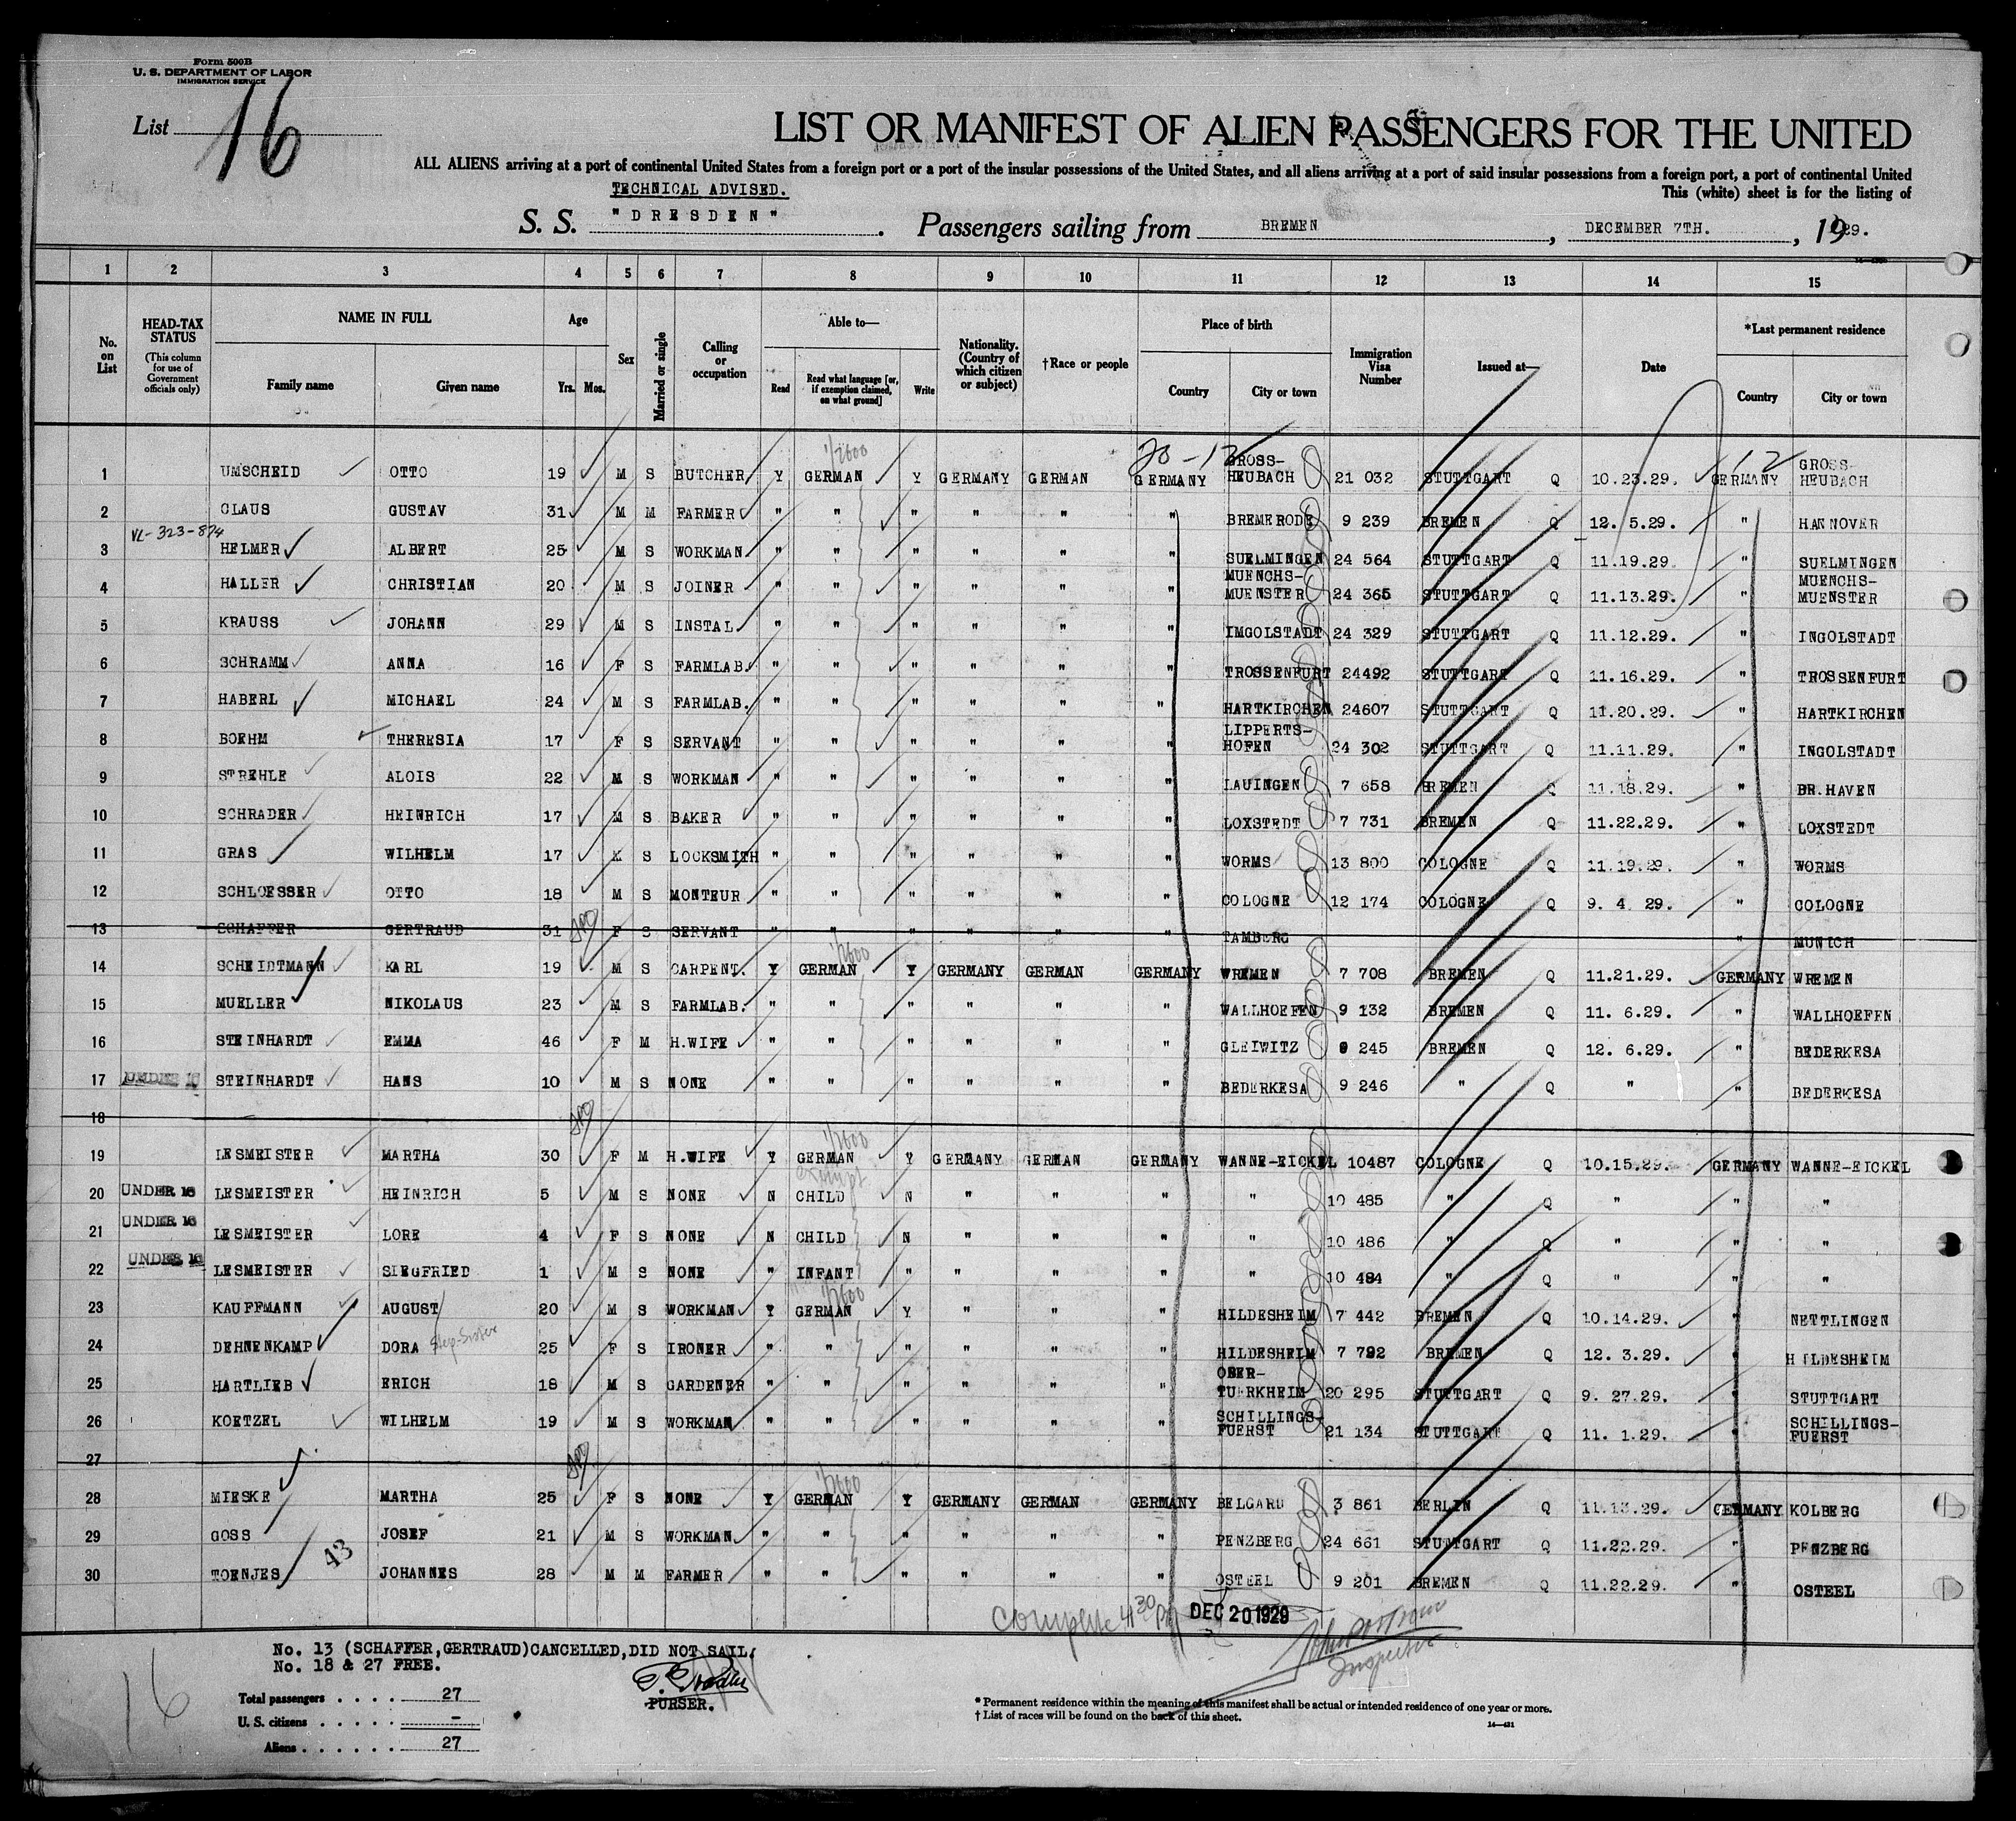 Form 500B
U. S. DEPARTMENT OF LABOR
IMMIGRATION SERVICE
List 16
LIST OR MANIFEST OF ALIEN PASSENGERS FOR THE UNITED
ALL ALIENS arriving at a port of continental United States from a foreign port or a port of the insular possessions of the United States, and all aliens arriving at a port of said insular possessions from a foreign port, a port of continental United
TECHNICAL ADVISED.
This (white) sheet is for the listing of
S. S. "DRESDEN". Passengers sailing from BREMEN, DECEMBER 7TH., 1929.
1 2 3 4 5 6 7 8 9 10 11 12 13 14 15
No. on List
HEAD-TAX STATUS (This column for use of Government officials only)
NAME IN FULL Family name Given name
Age Yrs. Mos.
Sex
Married or single
Calling or occupation
Able to— Read Read what language [or, if exemption claimed, on what ground] Write
Nationality. (Country of which citizen or subject)
†Race or people
Place of birth Country City or town
Immigration Visa Number
Issued at—
Date
*Last permanent residence Country City or town
20-12 12
1 UMSCHEID OTTO 19 M S BUTCHER Y GERMAN Y GERMANY GERMAN GERMANY GROSS-HEUBACH 21 032 STUTTGART Q 10.23.29. GERMANY GROSS-HEUBACH
2 CLAUS GUSTAV 31 M M FARMER " " " " " " BREMERODE 9 239 BREMEN Q 12. 5.29. " HANNOVER
VL-323-874
3 HELMER ALBERT 25 M S WORKMAN " " " " " " SUELMINGEN 24 564 STUTTGART Q 11.19.29. " SUELMINGEN
4 HALLER CHRISTIAN 20 M S JOINER " " " " " " MUENCHS-MUENSTER 24 365 STUTTGART Q 11.13.29. " MUENCHS-MUENSTER
5 KRAUSS JOHANN 29 M S INSTAL " " " " " " IMGOLSTADT 24 329 STUTTGART Q 11.12.29. " INGOLSTADT
6 SCHRAMM ANNA 16 F S FARMLAB. " " " " " " TROSSENFURT 24492 STUTTGART Q 11.16.29. " TROSSENFURT
7 HABERL MICHAEL 24 M S FARMLAB. " " " " " " HARTKIRCHEN 24607 STUTTGART Q 11.20.29. " HARTKIRCHEN
8 BOEHM THERESIA 17 F S SERVANT " " " " " " LIPPERTS-HOFEN 24 302 STUTTGART Q 11.11.29. " INGOLSTADT
9 STREHLE ALOIS 22 M S WORKMAN " " " " " " LAUINGEN 7 658 BREMEN Q 11.18.29. " BR.HAVEN
10 SCHRADER HEINRICH 17 M S BAKER " " " " " " LOXSTEDT 7 731 BREMEN Q 11.22.29. " LOXSTEDT
11 GRAS WILHELM 17 M S LOCKSMITH " " " " " " WORMS 13 800 COLOGNE Q 11.19.29. " WORMS
12 SCHLOESSER OTTO 18 M S MONTEUR " " " " " " COLOGNE 12 174 COLOGNE Q 9. 4. 29. " COLOGNE
13 SCHAFFER GERTRAUD 31 F S SERVANT " " " " " " TAMBERG " MUNICH
14 SCHEIDTMANN KARL 19 M S CARPENT. Y GERMAN Y GERMANY GERMAN GERMANY WREMEN 7 708 BREMEN Q 11.21.29. GERMANY WREMEN
15 MUELLER NIKOLAUS 23 M S FARMLAB. " " " " " " WALLHOEFEN 9 132 BREMEN Q 11. 6.29. " WALLHOEFEN
16 STEINHARDT EMMA 46 F M H.WIFE " " " " " " GLEIWITZ 9 245 BREMEN Q 12. 6.29. " BEDERKESA
17 UNDER 16 STEINHARDT HANS 10 M S NONE " " " " " " BEDERKESA 9 246 " Q " " BEDERKESA
18
19 LESMEISTER MARTHA 30 F M H.WIFE Y GERMAN Y GERMANY GERMAN GERMANY WANNE-EICKEL 10487 COLOGNE Q 10.15.29. GERMANY WANNE-EICKEL
exempt
20 UNDER 16 LESMEISTER HEINRICH 5 M S NONE N CHILD N " " " " 10 485 " Q " " "
21 UNDER 16 LESMEISTER LORE 4 F S NONE N CHILD N " " " " 10 486 " Q " " "
22 UNDER 16 LESMEISTER SIEGFRIED 1 M S NONE " INFANT " " " " " 10 484 " Q " " "
23 KAUFFMANN AUGUST 20 M S WORKMAN Y GERMAN Y " " " HILDESHEIM 7 442 BREMEN Q 10.14.29. " NETTLINGEN
24 DEHNENKAMP DORA Step-Sister 25 F S IRONER " " " " " " HILDESHEIM 7 792 BREMEN Q 12. 3.29. " HILDESHEIM
25 HARTLIEB ERICH 18 M S GARDENER " " " " " " OBER-TUERKHEIM 20 295 STUTTGART Q 9. 27.29. " STUTTGART
26 KOETZEL WILHELM 19 M S WORKMAN " " " " " " SCHILLINGS-FUERST 21 134 STUTTGART Q 11. 1.29. " SCHILLINGS-FUERST
27
28 MIESKE MARTHA 25 F S NONE Y GERMAN Y GERMANY GERMAN GERMANY BELGARD 3 861 BERLIN Q 11.13.29. GERMANY KOLBERG
29 GOSS JOSEF 21 M S WORKMAN " " " " " " PENZBERG 24 661 STUTTGART Q 11.22.29. " PENZBERG
30 TOENJES 43 JOHANNES 28 M M FARMER " " " " " " OSTEEL 9 201 BREMEN Q 11.22.29. " OSTEEL
Complete 4:30 PM DEC 20 1929
Inspector
No. 13 (SCHAFFER,GERTRAUD)CANCELLED,DID NOT SAIL.
No. 18 & 27 FREE.
16
Total passengers . . . . 27
PURSER.
U. S. citizens . . . . . –
Aliens . . . . . . 27
* Permanent residence within the meaning of this manifest shall be actual or intended residence of one year or more.
† List of races will be found on the back of this sheet.
14—431